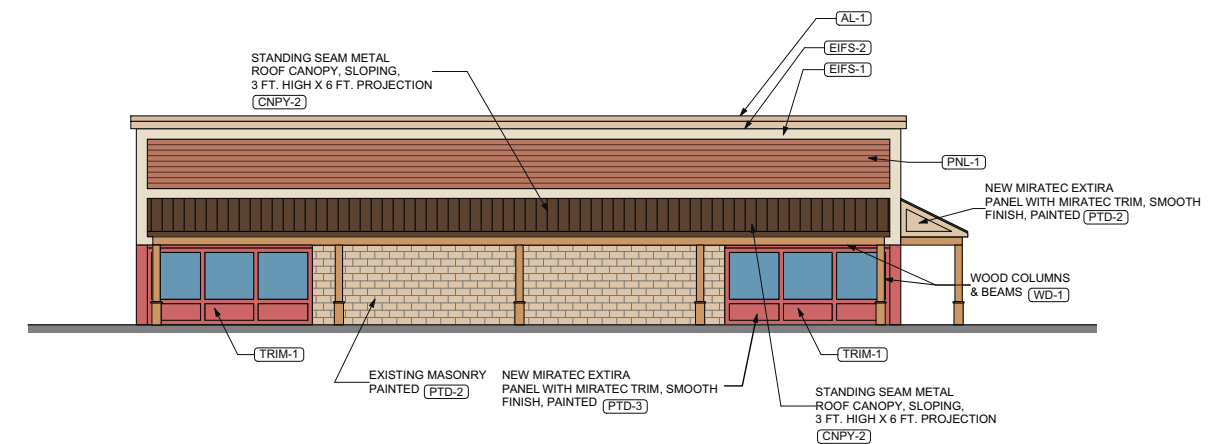 AL-1
EIFS-2
EIFS-1
STANDING SEAM METAL
ROOF CANOPY, SLOPING,
3 FT. HIGH X 6 FT. PROJECTION
CNPY-2
PNL-1
NEW MIRATEC EXTIRA
PANEL WITH MIRATEC TRIM, SMOOTH
FINISH, PAINTED PTD-2
WOOD COLUMNS
& BEAMS WD-1
TRIM-1
EXISTING MASONRY
PAINTED PTD-2
NEW MIRATEC EXTIRA
PANEL WITH MIRATEC TRIM, SMOOTH
FINISH, PAINTED PTD-3
TRIM-1
STANDING SEAM METAL
ROOF CANOPY, SLOPING,
3 FT. HIGH X 6 FT. PROJECTION
CNPY-2